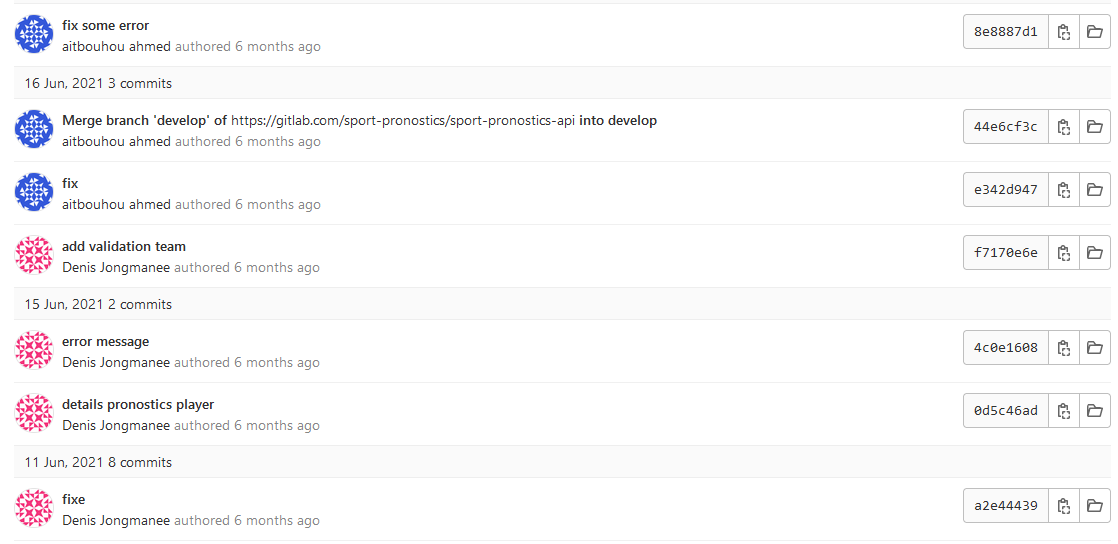 fix some error
aitbouhou ahmed authored 6 months ago
8e8887d1
16 Jun, 2021 3 commits
Merge branch 'develop' of https://gitlab.com/sport-pronostics/sport-pronostics-api into develop
aitbouhou ahmed authored 6 months ago
44e6cf3c
fix
aitbouhou ahmed authored 6 months ago
e342d947
add validation team
Denis Jongmanee authored 6 months ago
f7170e6e
15 Jun, 2021 2 commits
error message
Denis Jongmanee authored 6 months ago
4c0e1608
details pronostics player
Denis Jongmanee authored 6 months ago
0d5c46ad
11 Jun, 2021 8 commits
fixe
Denis Jongmanee authored 6 months ago
a2e44439